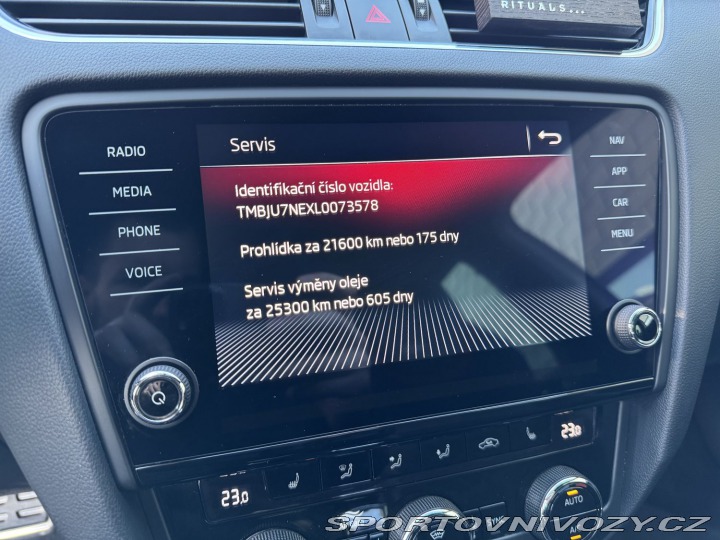 RITUALS...
RADIO
MEDIA
PHONE
VOICE
Servis
Identifikační číslo vozidla:
TMBJU7NEXL0073578
Prohlídka za 21600 km nebo 175 dny
Servis výměny oleje
za 25300 km nebo 605 dny
NAV
APP
CAR
MENU
23.0
23.0
AUTO
SPORTOVNIVOZY.CZ